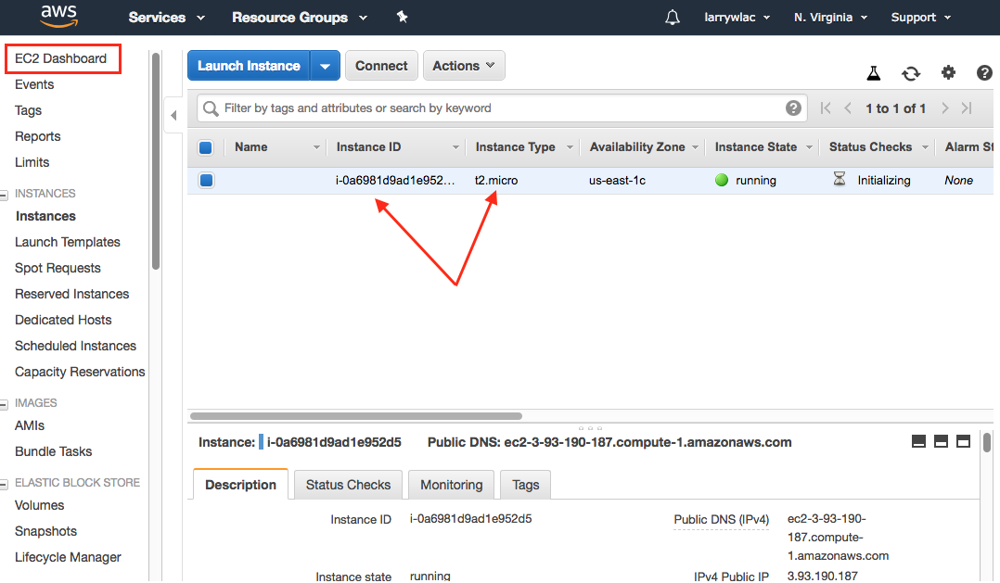 aws Services Resource Groups larrywlac N. Virginia Support
EC2 Dashboard
Events
Tags
Reports
Limits
INSTANCES
Instances
Launch Templates
Spot Requests
Reserved Instances
Dedicated Hosts
Scheduled Instances
Capacity Reservations
IMAGES
AMIs
Bundle Tasks
ELASTIC BLOCK STORE
Volumes
Snapshots
Lifecycle Manager
Launch Instance Connect Actions
Filter by tags and attributes or search by keyword ? 1 to 1 of 1
Name Instance ID Instance Type Availability Zone Instance State Status Checks Alarm St
i-0a6981d9ad1e952... t2.micro us-east-1c running Initializing None
Instance: i-0a6981d9ad1e952d5 Public DNS: ec2-3-93-190-187.compute-1.amazonaws.com
Description Status Checks Monitoring Tags
Instance ID i-0a6981d9ad1e952d5 Public DNS (IPv4) ec2-3-93-190-
187.compute-
1.amazonaws.com
Instance state running IPv4 Public IP 3.93.190.187